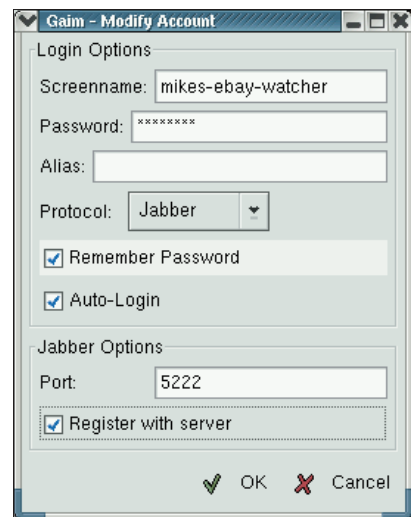 Gaim - Modify Account
Login Options
Screenname: mikes-ebay-watcher
Password: ********
Alias:
Protocol: Jabber
Remember Password
Auto-Login
Jabber Options
Port: 5222
Register with server
OK Cancel